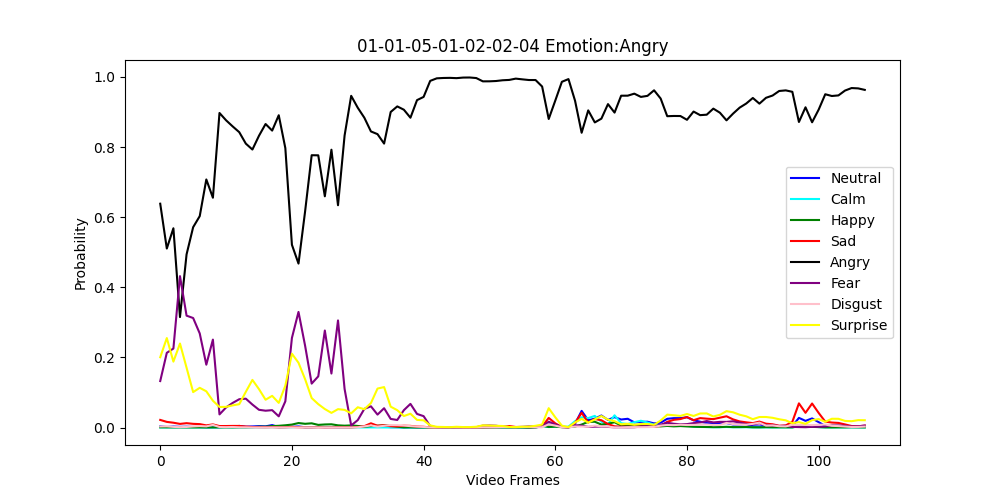 01-01-05-01-02-02-04 Emotion:Angry
1.0
0.8
0.6
0.4
0.2
0.0
Probability
Neutral
Calm
Happy
Sad
Angry
Fear
Disgust
Surprise
0 20 40 60 80 100
Video Frames